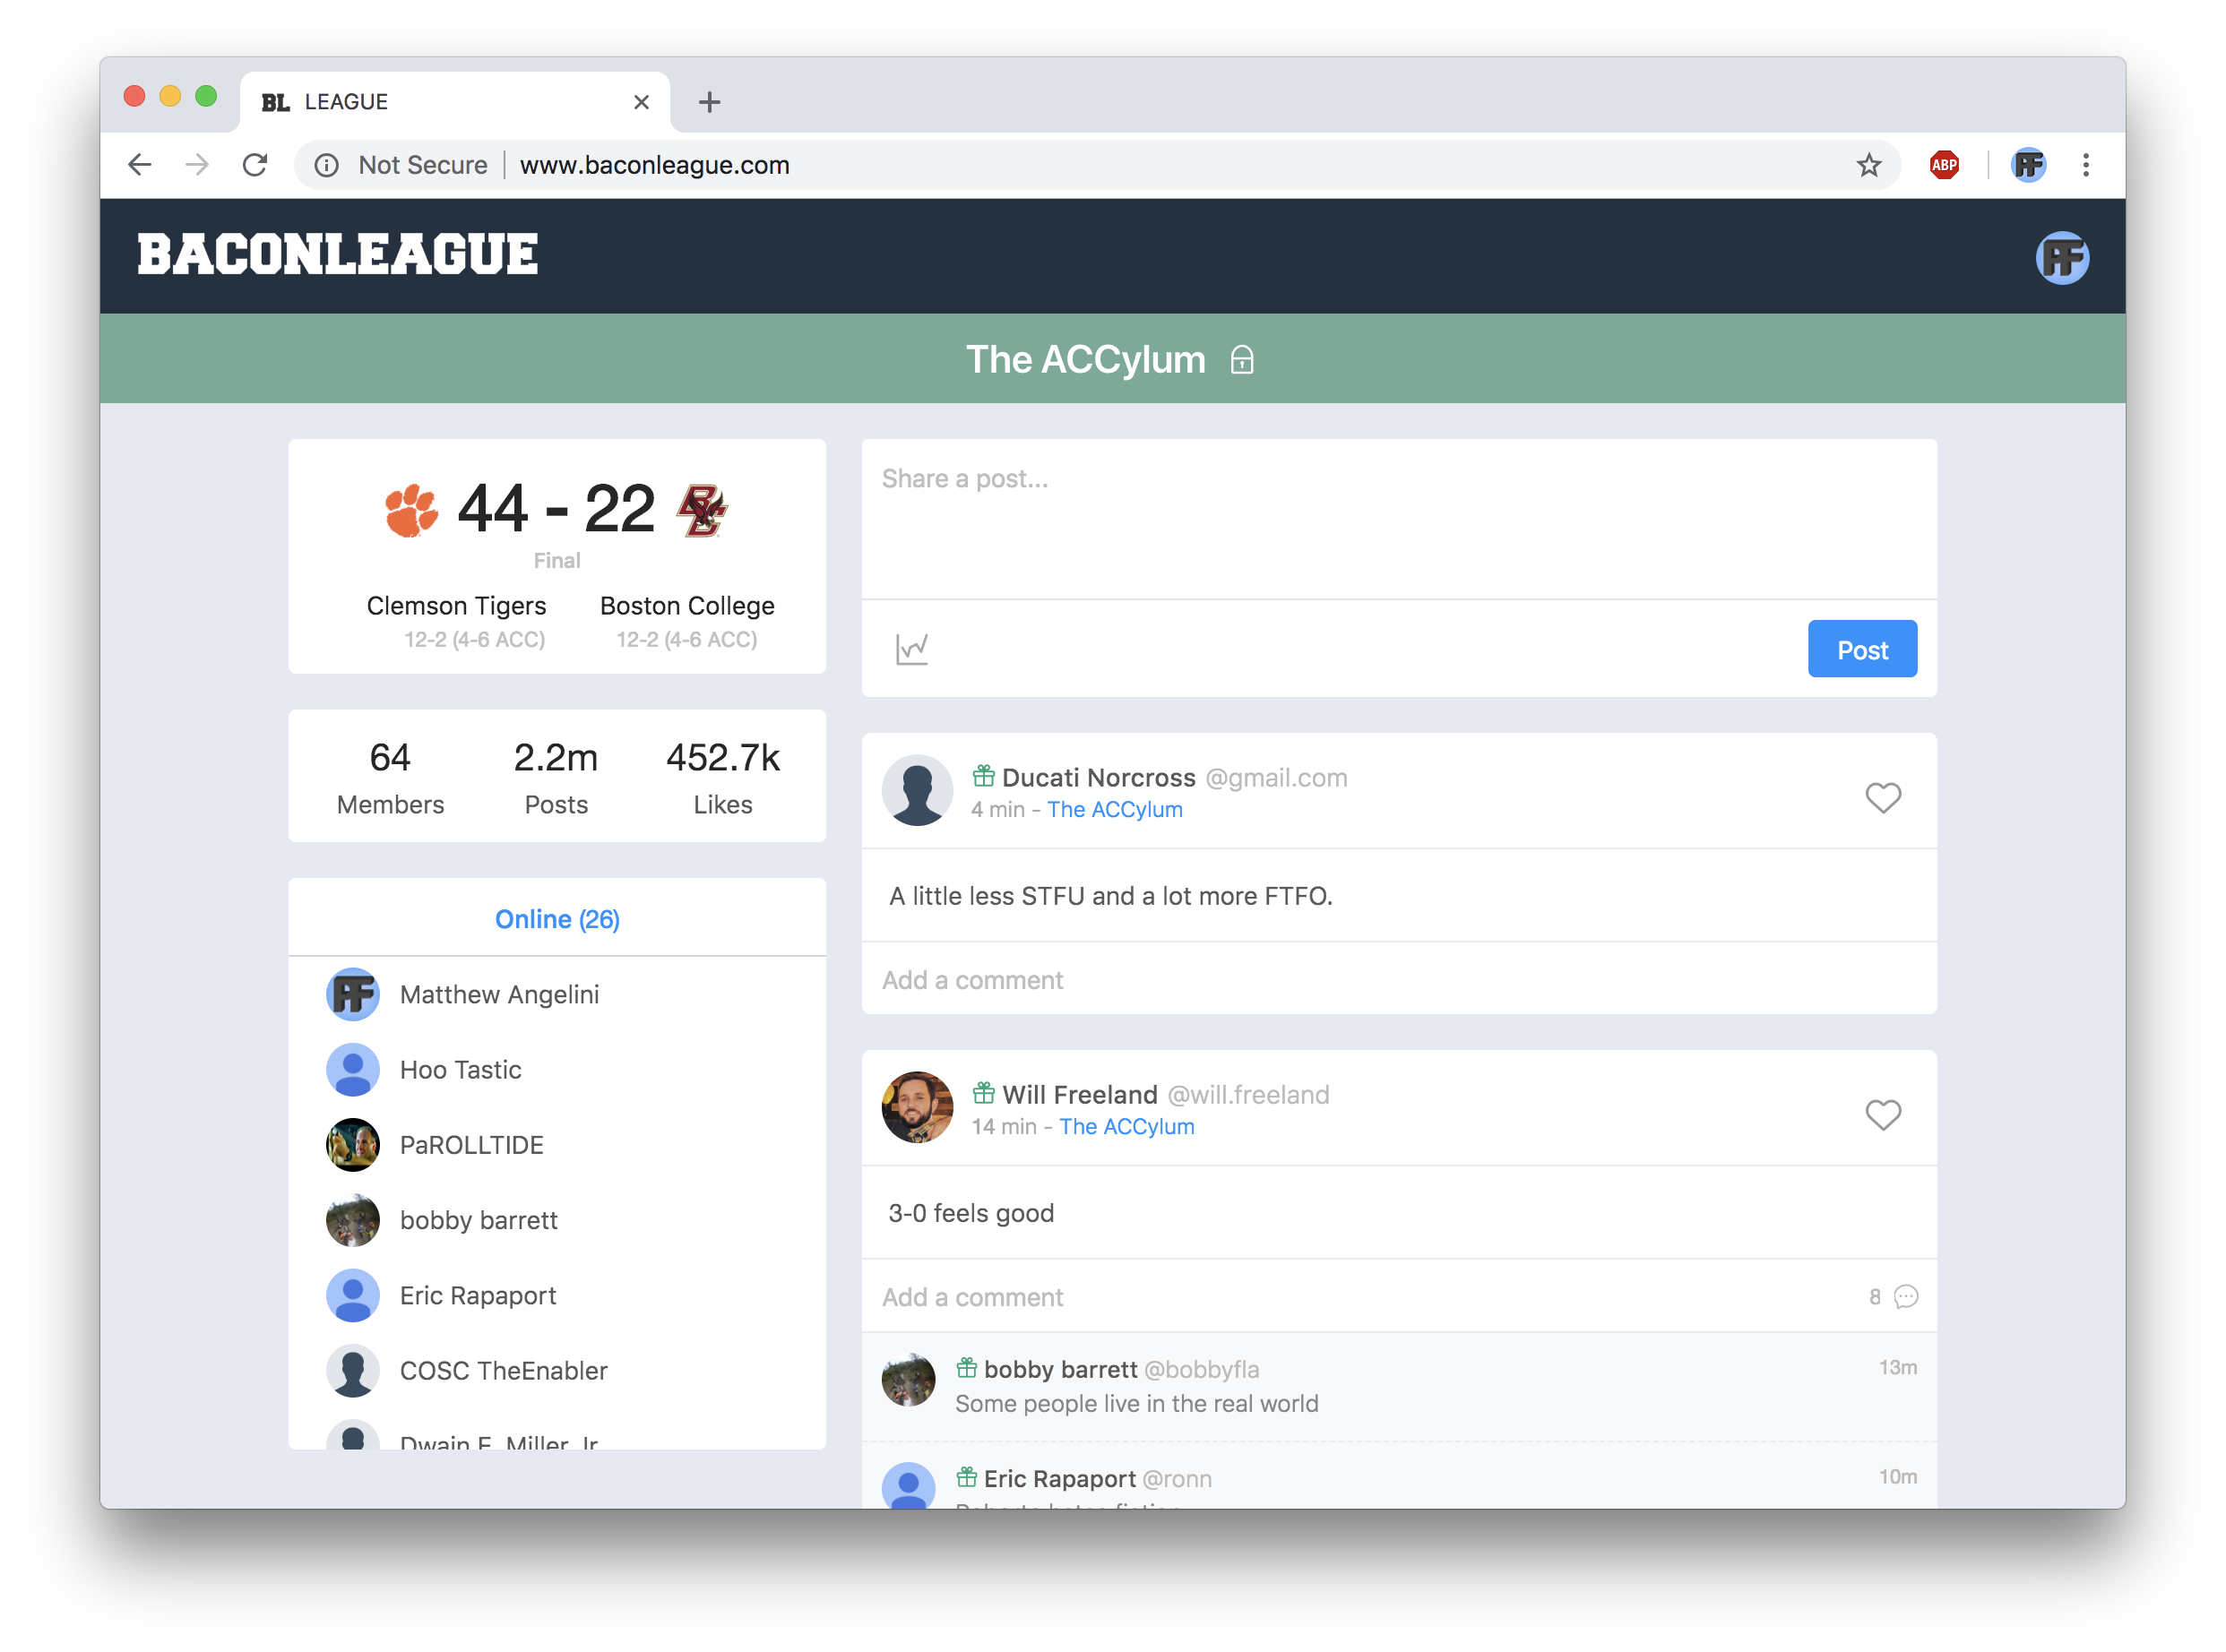 BL LEAGUE
Not Secure www.baconleague.com
ABP
AF
BACONLEAGUE
AF
The ACCylum
44 - 22
BC
Final
Clemson Tigers Boston College
12-2 (4-6 ACC) 12-2 (4-6 ACC)
64 2.2m 452.7k
Members Posts Likes
Online (26)
AF Matthew Angelini
Hoo Tastic
PaROLLTIDE
bobby barrett
Eric Rapaport
COSC TheEnabler
Dwain E. Miller Jr
Share a post...
Post
Ducati Norcross @gmail.com
4 min - The ACCylum
A little less STFU and a lot more FTFO.
Add a comment
Will Freeland @will.freeland
14 min - The ACCylum
3-0 feels good
Add a comment 8
bobby barrett @bobbyfla 13m
Some people live in the real world
Eric Rapaport @ronn 10m